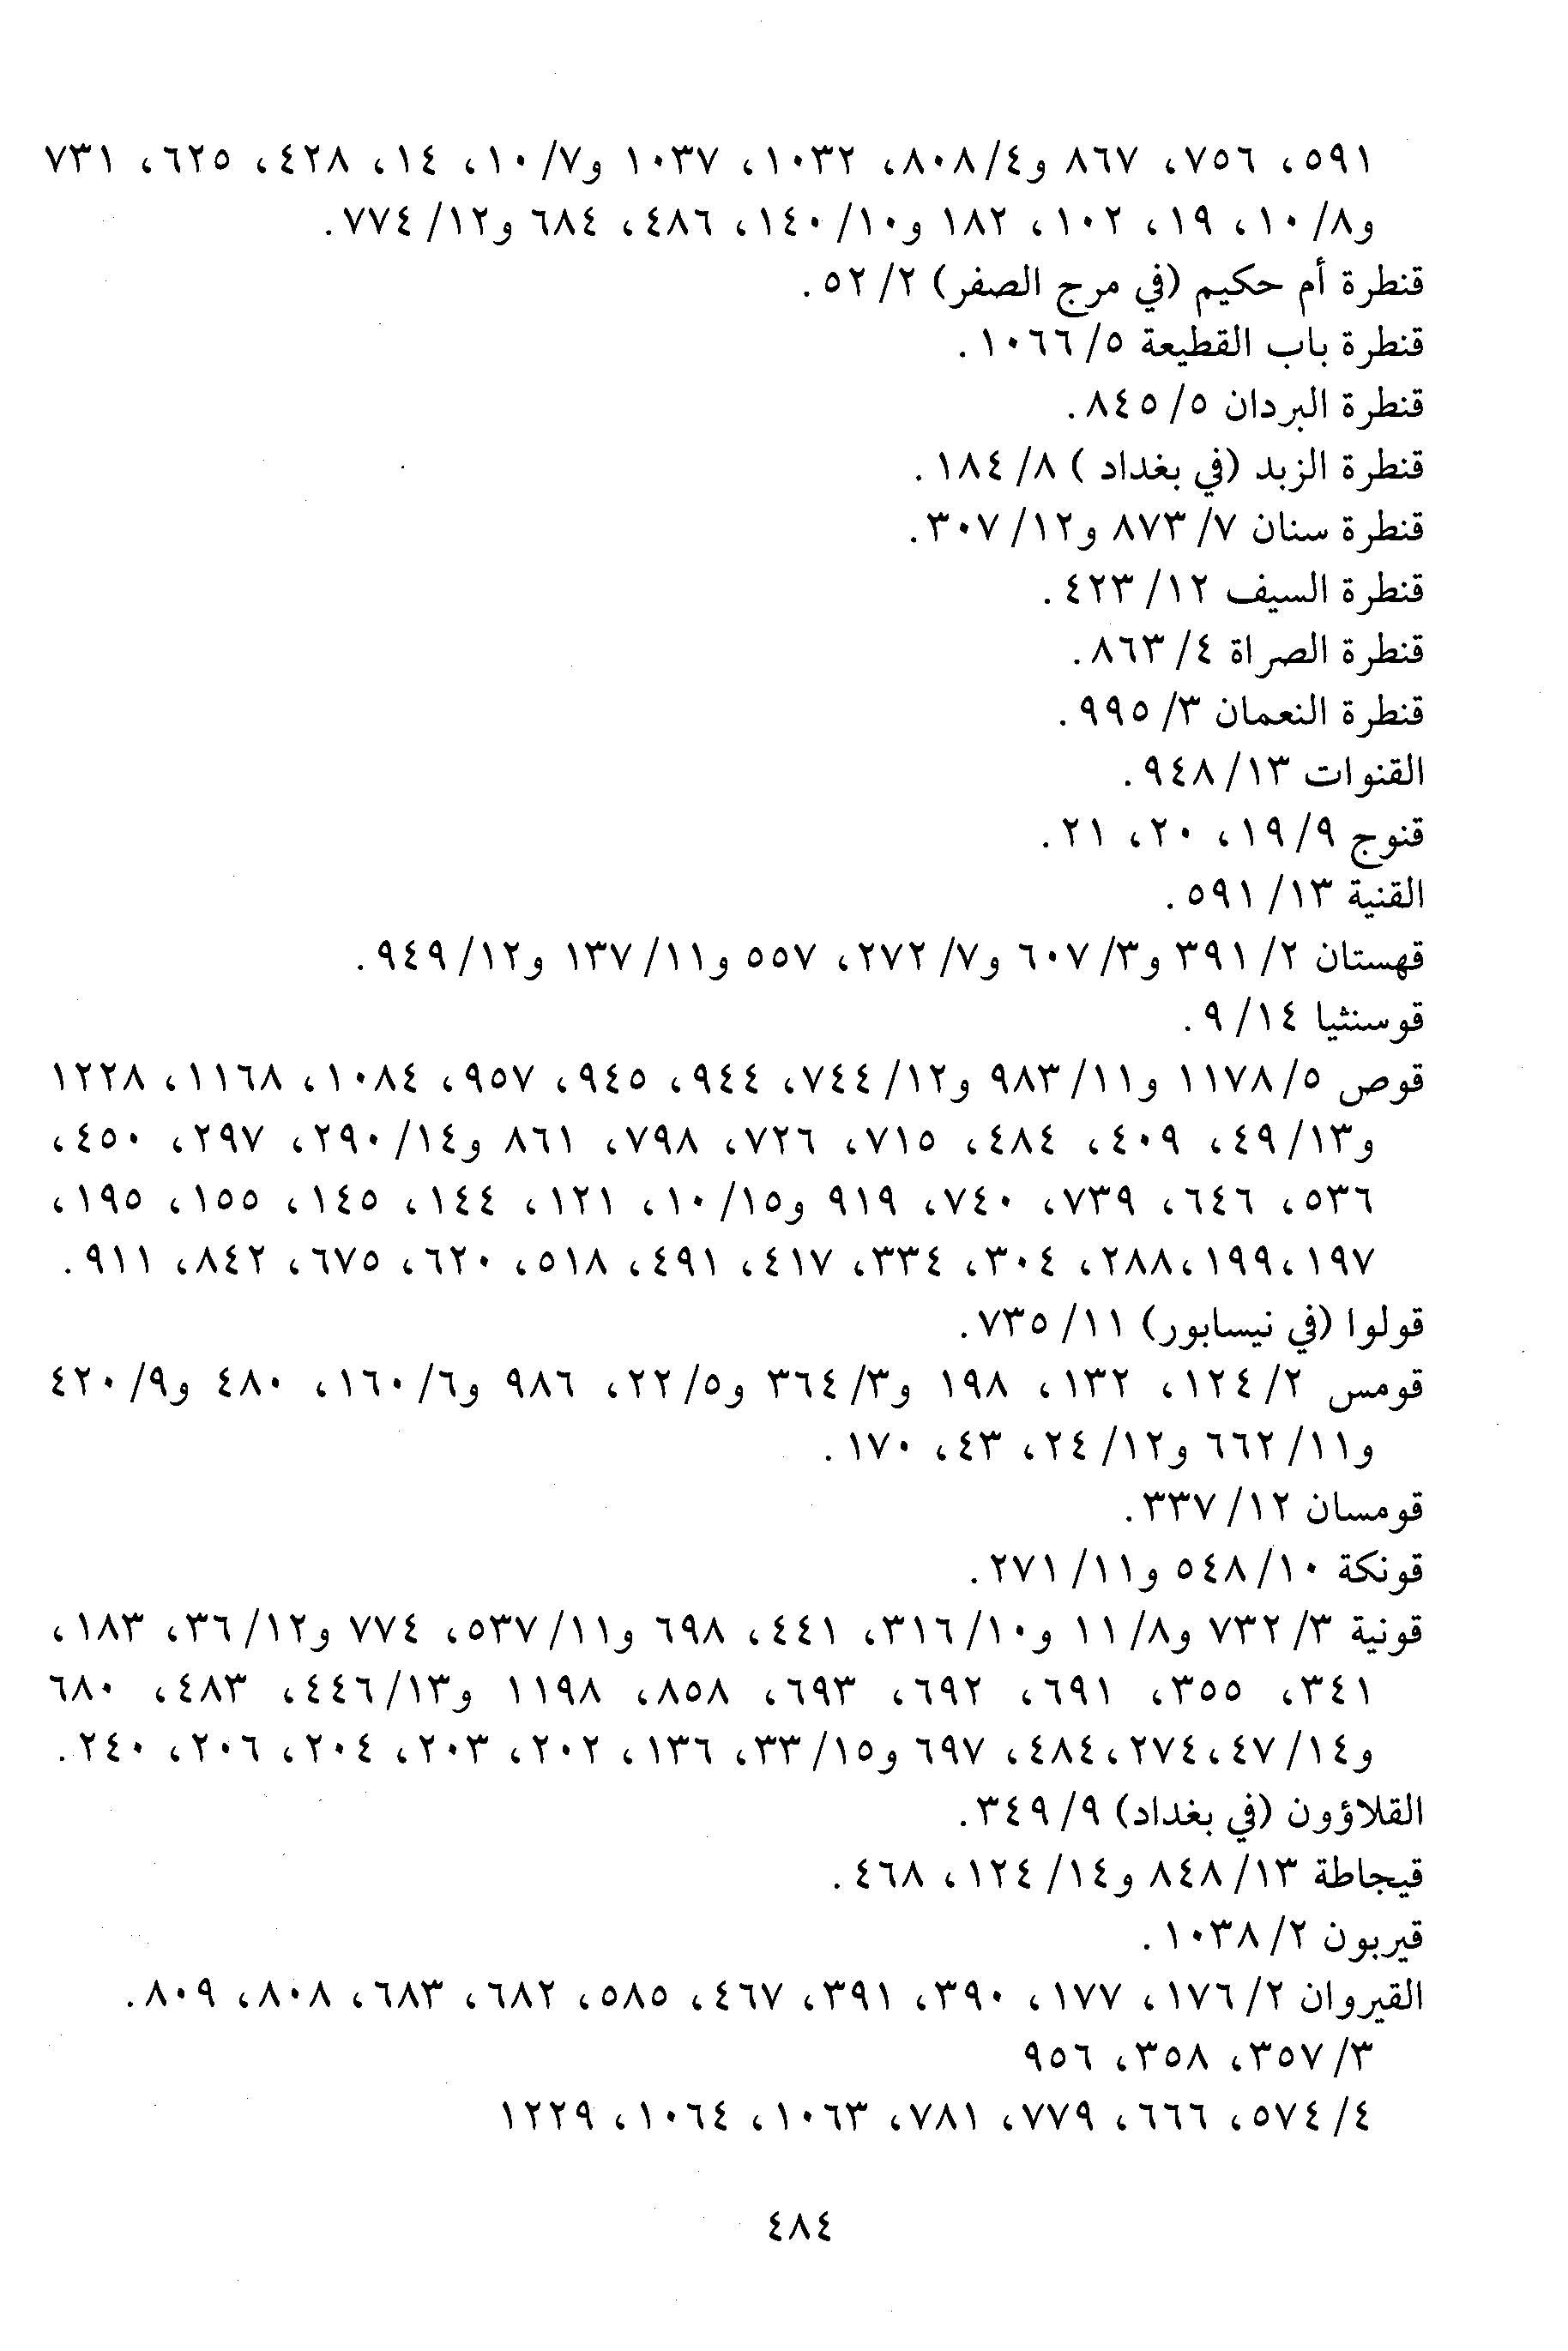 ٥٩١، ٧٥٦، ٨٦٧ و٤/ ٨٠٨، ١٠٣٢، ١٠٣٧ و٧/ ١٠، ١٤، ٤٢٨، ٦٢٥، ٧٣١
و٨/ ١٠، ١٩، ١٠٢، ١٨٢ و١٠/ ١٤٠، ٤٨٦، ٦٨٤ و١٢/ ٧٧٤.
قنطرة أم حكيم (في مرج الصفر) ٢/ ٥٢.
قنطرة باب القطيعة ٥/ ١٠٦٦.
قنطرة البردان ٥/ ٨٤٥.
قنطرة الزبد (في بغداد ) ٨/ ١٨٤.
قنطرة سنان ٧/ ٨٧٣ و١٢/ ٣٠٧.
قنطرة السيف ١٢/ ٤٢٣.
قنطرة الصراة ٤/ ٨٦٣.
قنطرة النعمان ٣/ ٩٩٥.
القنوات ١٣/ ٩٤٨.
قنوج ٩/ ١٩، ٢٠، ٢١.
القنية ١٣/ ٥٩١.
قهستان ٢/ ٣٩١ و٣/ ٦٠٧ و٧/ ٢٧٢، ٥٥٧ و١١/ ١٣٧ و١٢/ ٩٤٩.
قوسنثيا ١٤/ ٩.
قوص ٥/ ١١٧٨ و١١/ ٩٨٣ و١٢/ ٧٤٤، ٩٤٤، ٩٤٥، ٩٥٧، ١٠٨٤، ١١٦٨، ١٢٢٨
و١٣/ ٤٩، ٤٠٩، ٤٨٤، ٧١٥، ٧٢٦، ٧٩٨، ٨٦١ و١٤/ ٢٩٠، ٢٩٧، ٤٥٠،
٥٣٦، ٦٤٦، ٧٣٩، ٧٤٠، ٩١٩ و١٥/ ١٠، ١٢١، ١٤٤، ١٤٥، ١٥٥، ١٩٥،
١٩٧،١٩٩،٢٨٨، ٣٠٤، ٣٣٤، ٤١٧، ٤٩١، ٥١٨، ٦٢٠، ٦٧٥، ٨٤٢، ٩١١.
قولوا (في نيسابور) ١١/ ٧٣٥.
قومس ٢/ ١٢٤، ١٣٢، ١٩٨ و٣/ ٣٦٤ و٥/ ٢٢، ٩٨٦ و٦/ ١٦٠، ٤٨٠ و٩/ ٤٢٠
و١١/ ٦٦٢ و١٢/ ٢٤، ٤٣، ١٧٠.
قومسان ١٢/ ٣٣٧.
قونكة ١٠/ ٥٤٨ و١١/ ٢٧١.
قونية ٣/ ٧٣٢ و٨/ ١١ و١٠/ ٣١٦، ٤٤١، ٦٩٨ و١١/ ٥٣٧، ٧٧٤ و١٢/ ٣٦، ١٨٣،
٣٤١، ٣٥٥، ٦٩١، ٦٩٢، ٦٩٣، ٨٥٨، ١١٩٨ و١٣/ ٤٤٦، ٤٨٣، ٦٨٠
و١٤/ ٤٧،٢٧٤،٤٨٤، ٦٩٧ و١٥/ ٣٣، ١٣٦، ٢٠٢، ٢٠٣، ٢٠٤، ٢٠٦، ٢٤٠.
القلاؤون (في بغداد) ٩/ ٣٤٩.
قيجاطة ١٣/ ٨٤٨ و١٤/ ١٢٤، ٤٦٨.
قيربون ٢/ ١٠٣٨.
القيروان ٢/ ١٧٦، ١٧٧، ٣٩٠، ٣٩١، ٤٦٧، ٥٨٥، ٦٨٢، ٦٨٣، ٨٠٨، ٨٠٩.
٣/ ٣٥٧، ٣٥٨، ٩٥٦
٤/ ٥٧٤، ٦٦٦، ٧٧٩، ٧٨١، ١٠٦٣، ١٠٦٤، ١٢٢٩
٤٨٤